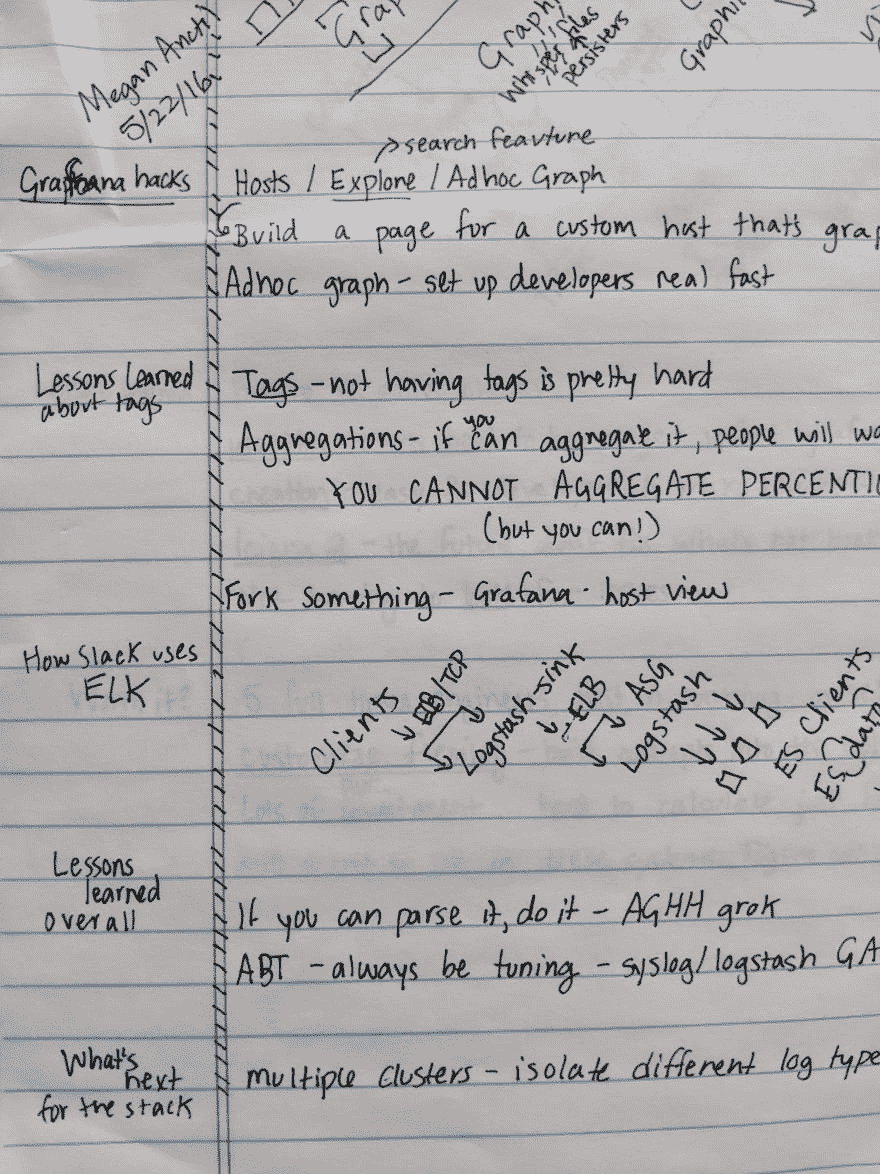 Megan Anctil
5/22/16
Grap
Graph
whisper files
persisters
Graphi
search feavture
Graffana hacks
Hosts / Explore / Adhoc Graph
Build a page for a custom host that's grap
Adhoc graph - set up developers real fast
Lessons learned
about tags
Tags - not having tags is pretty hard
Aggregations - if you can aggregate it, people will wa
YOU CANNOT AGGREGATE PERCENTI
(but you can!)
Fork something - Grafana · host view
How Slack uses
ELK
Clients
ELB/TCP
Logstash-sink
ELB
ASG
Logstash
ES Clients
ES data
Lessons
learned
overall
If you can parse it, do it - AGHH grok
ABT - always be tuning - syslog/logstash GA
What's
next
for the stack
multiple clusters - isolate different log type